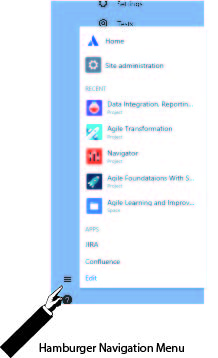 Settings
Tests
Home
Site administration
RECENT
Data Integration, Reportin...
Project
Agile Transformation
Project
Navigator
Project
Agile Foundataions With S...
Project
Agile Learning and Improv...
Space
APPS
JIRA
Confluence
Edit
Hamburger Navigation Menu